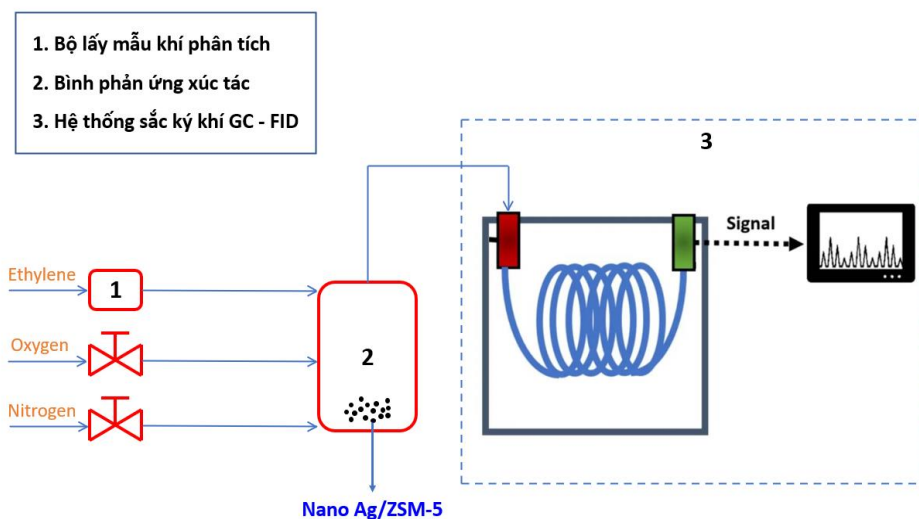 1. Bộ lấy mẫu khí phân tích
2. Bình phản ứng xúc tác
3. Hệ thống sắc ký khí GC - FID
3
Signal
Ethylene
1
Oxygen
2
Nitrogen
Nano Ag/ZSM-5